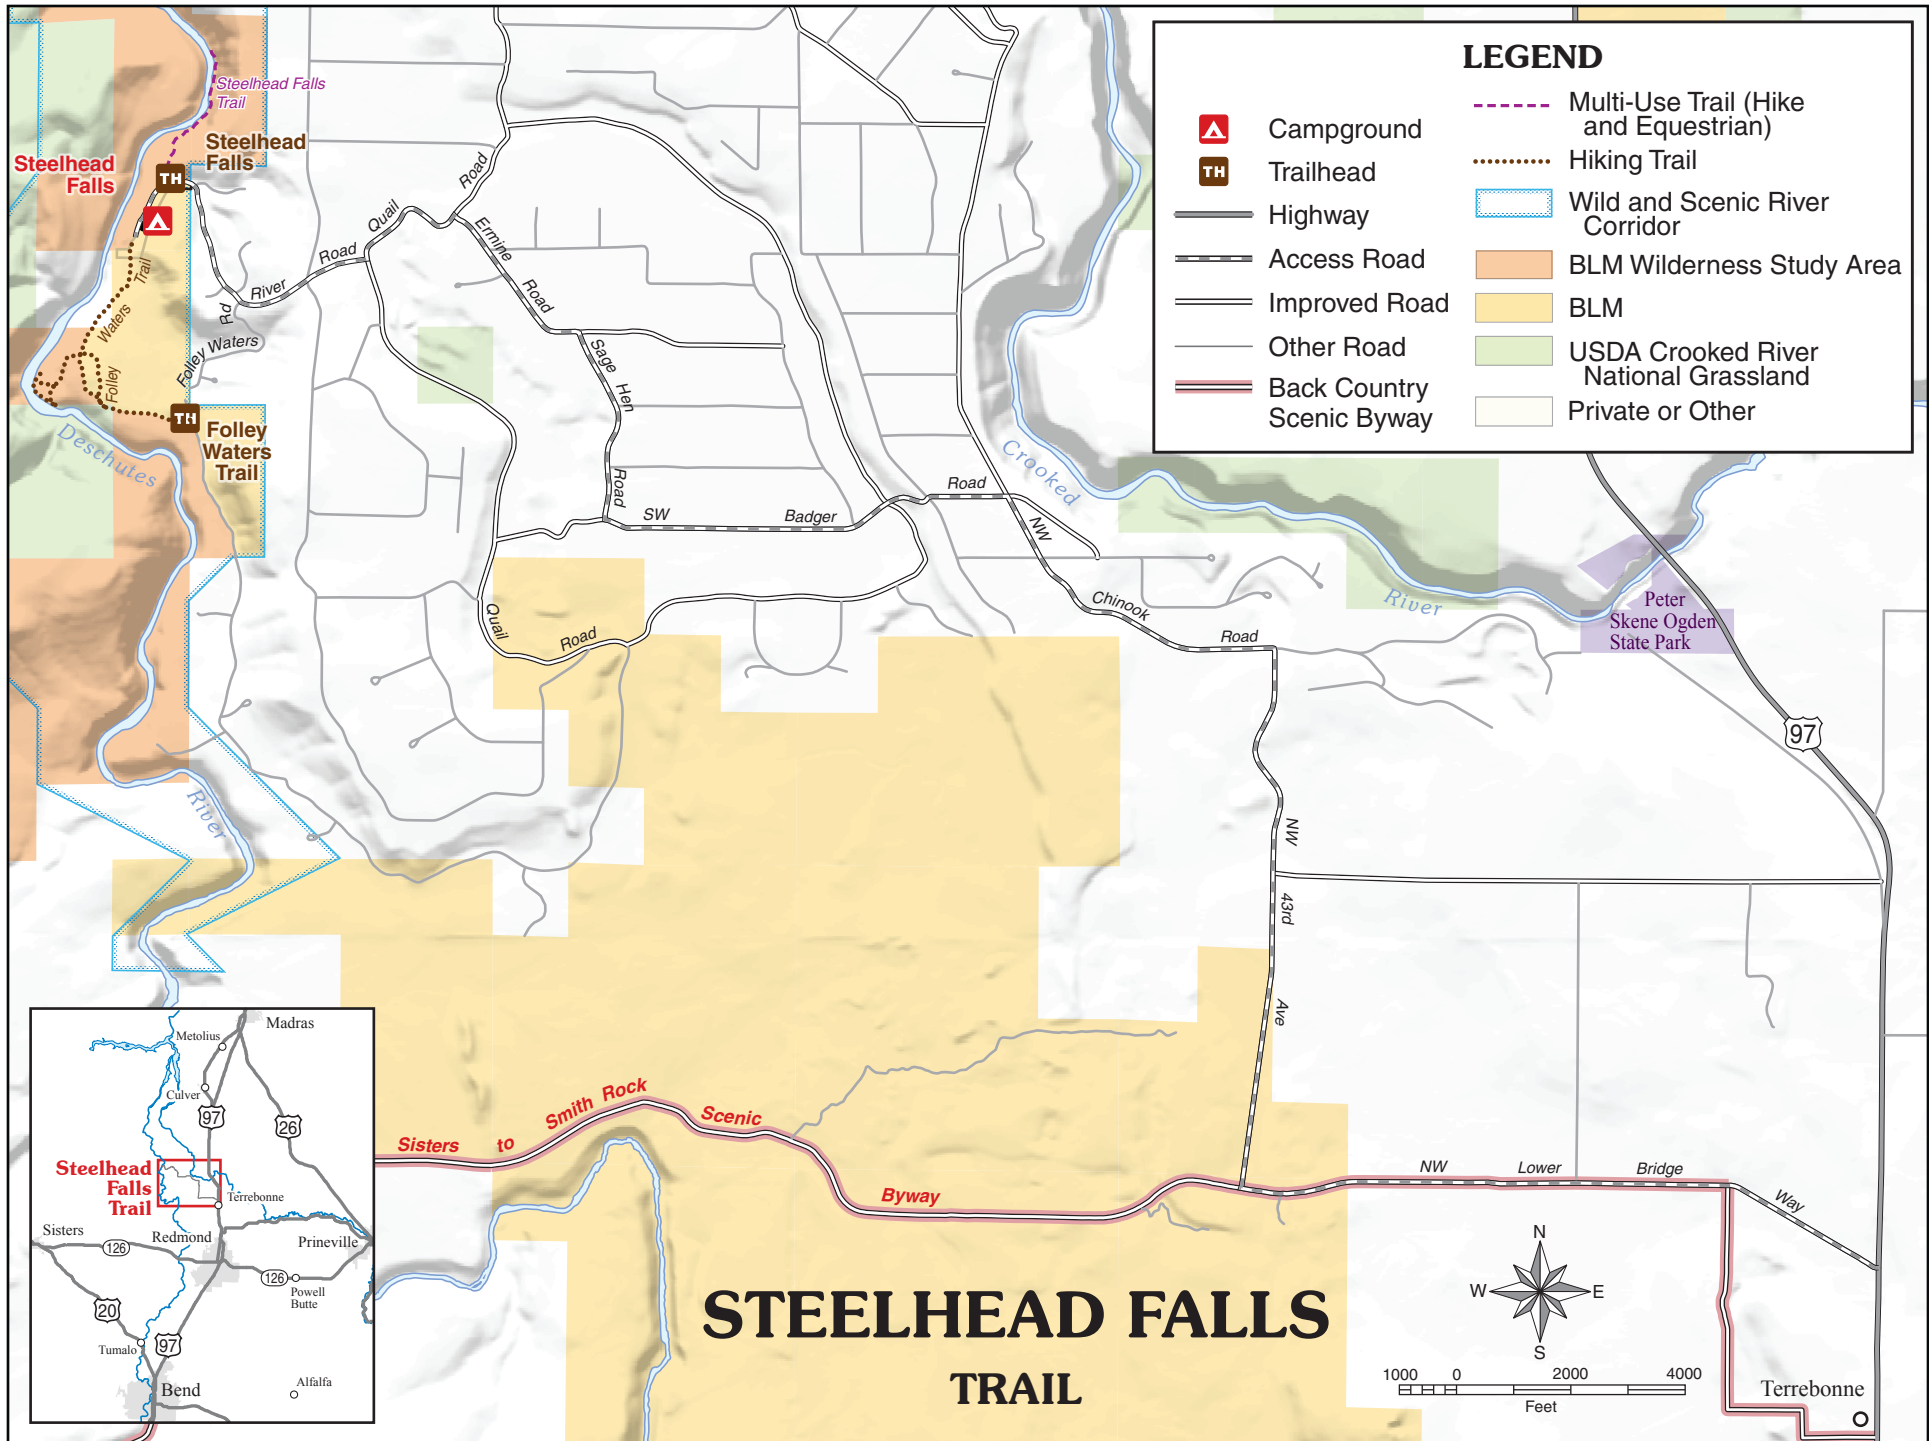 LEGEND
Campground
Trailhead
Highway
Access Road
Improved Road
Other Road
Back Country
Scenic Byway
Multi-Use Trail (Hike
and Equestrian)
Hiking Trail
Wild and Scenic River
Corridor
BLM Wilderness Study Area
BLM
USDA Crooked River
National Grassland
Private or Other
TH
Steelhead Falls
Trail
Steelhead
Falls
Steelhead
Falls
TH
Trail
Waters
Folley
Folley Waters
Rd
TH
Folley
Waters
Trail
Deschutes
River
River
Road
Quail
Road
Ermine
Road
Sage Hen
Road
SW
Badger
Road
Quail
Road
NW
Chinook
Road
Crooked
River
Peter
Skene Ogden
State Park
97
NW
43rd
Ave
Sisters
to
Smith Rock
Scenic
Byway
NW
Lower
Bridge
Way
Madras
Metolius
Culver
97
26
Steelhead
Falls
Trail
Terrebonne
Sisters
126
Redmond
Prineville
126
Powell
Butte
20
97
Tumalo
Bend
Alfalfa
STEELHEAD FALLS
TRAIL
N
W
E
S
1000
0
2000
4000
Feet
Terrebonne